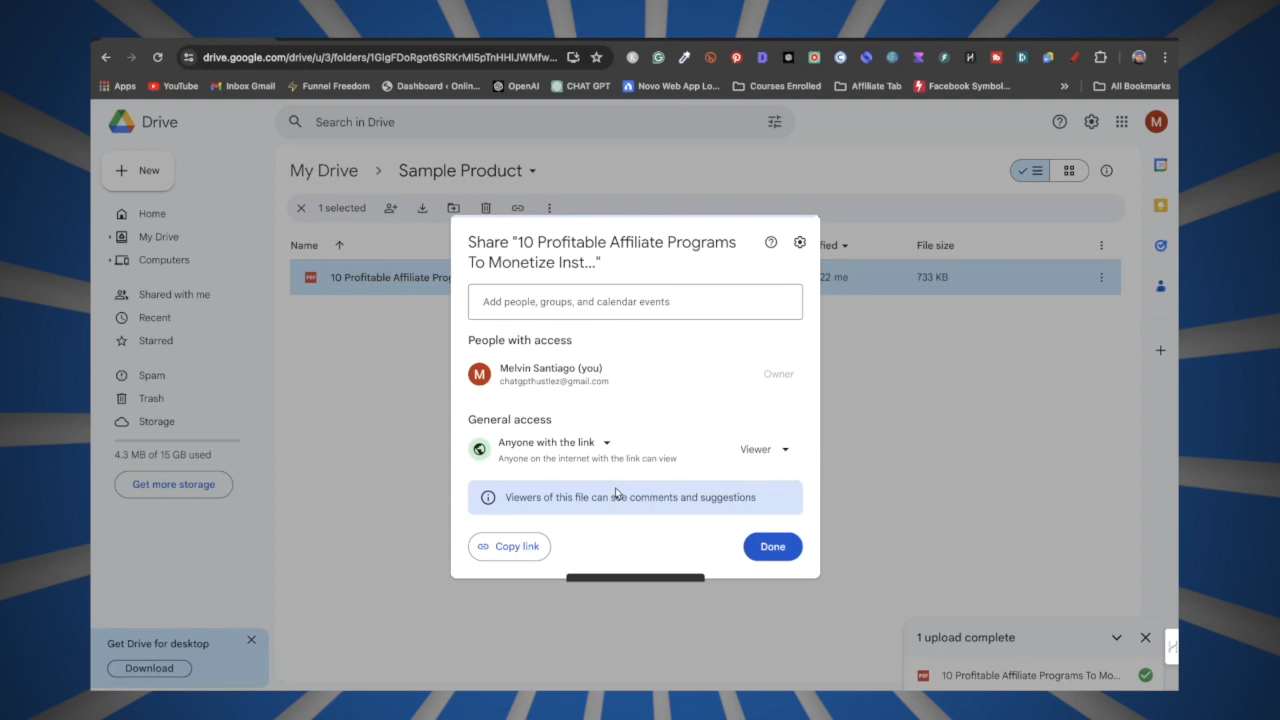 drive.google.com/drive/u/3/folders/1GlgFDoRgot6SRKrMl5pTnHHIJWMfw...
Apps YouTube Inbox Gmail Funnel Freedom Dashboard ‹ Onlin... OpenAI CHAT GPT Novo Web App Lo... Courses Enrolled Affiliate Tab Facebook Symbol... » All Bookmarks
Drive
Search in Drive
M
New
My Drive > Sample Product
1 selected
Home
My Drive
Computers
Shared with me
Recent
Starred
Spam
Trash
Storage
4.3 MB of 15 GB used
Get more storage
Name
fied
File size
10 Profitable Affiliate Prog
22 me
733 KB
Share "10 Profitable Affiliate Programs
To Monetize Inst..."
Add people, groups, and calendar events
People with access
M
Melvin Santiago (you)
chatgpthustlez@gmail.com
Owner
General access
Anyone with the link
Anyone on the internet with the link can view
Viewer
Viewers of this file can see comments and suggestions
Copy link
Done
Get Drive for desktop
Download
1 upload complete
10 Profitable Affiliate Programs To Mo...